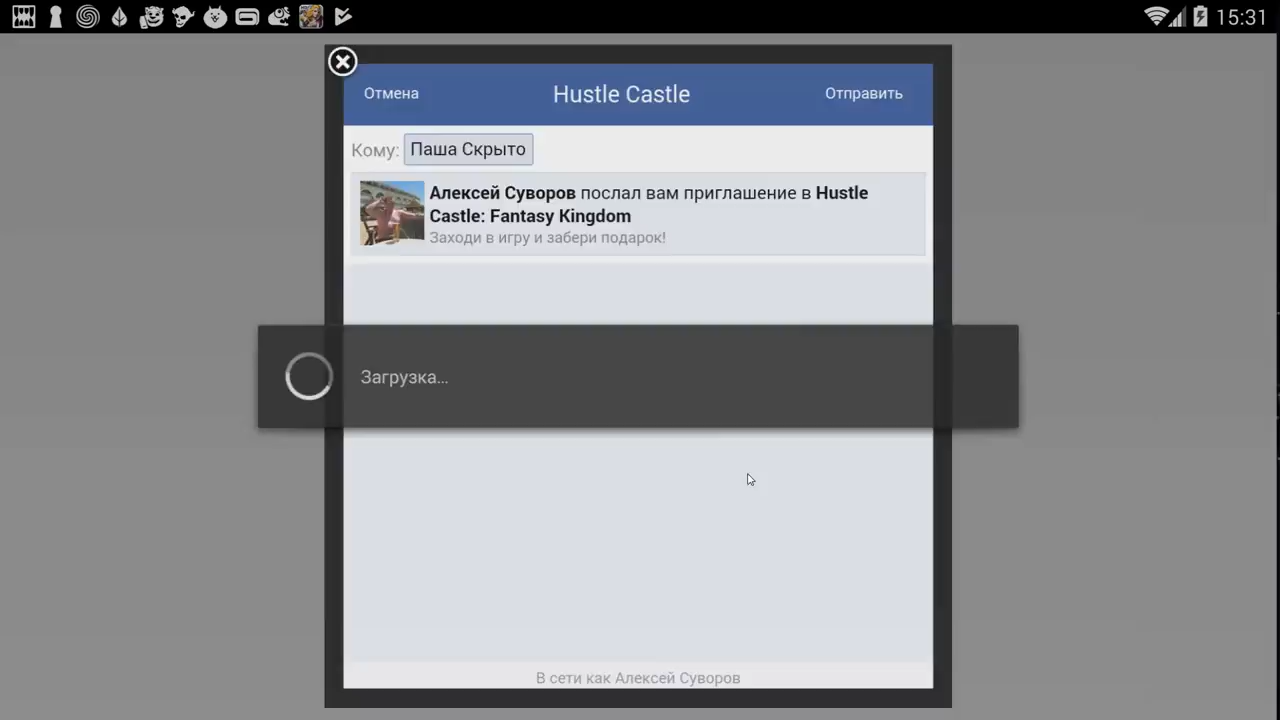 15:31
Отмена
Hustle Castle
Отправить
Кому: Паша Скрыто
Алексей Суворов послал вам приглашение в Hustle
Castle: Fantasy Kingdom
Заходи в игру и забери подарок!
Загрузка...
В сети как Алексей Суворов